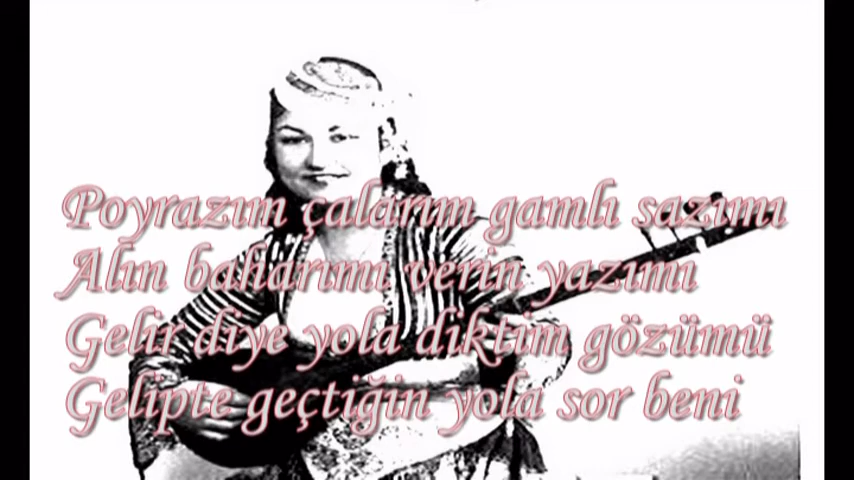 Poyrazım çalarım gamlı sazımı
Alın baharımı verin yazımı
Gelir diye yola diktim gözümü
Gelipte geçtiğin yola sor beni